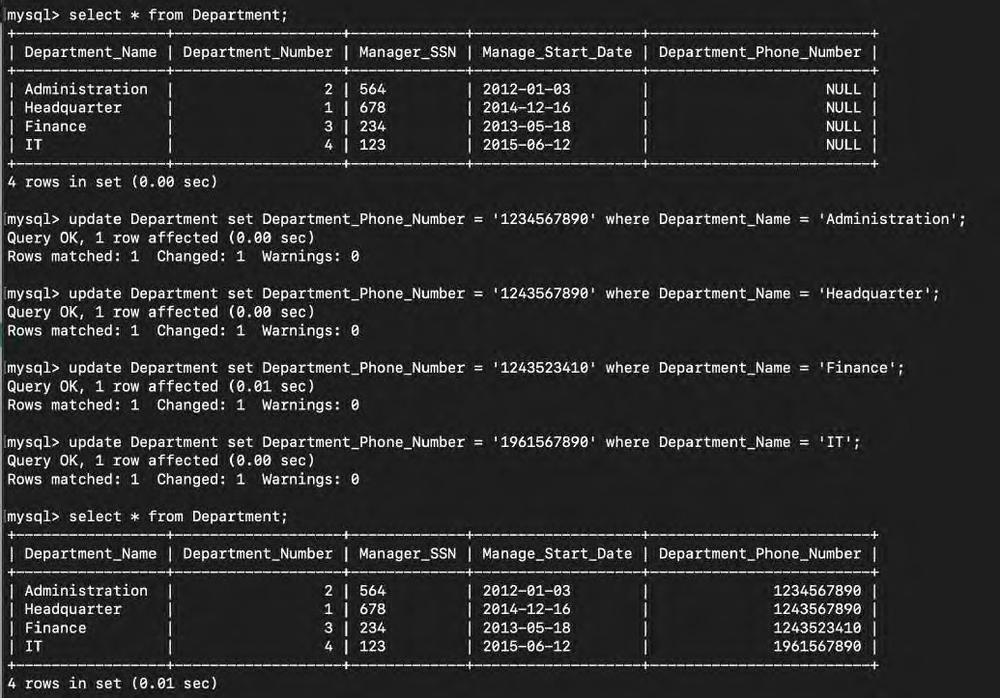 mysql> select * from Department;
+-----------------+-------------------+-------------+-------------------+-------------------------+
| Department_Name | Department_Number | Manager_SSN | Manage_Start_Date | Department_Phone_Number |
+-----------------+-------------------+-------------+-------------------+-------------------------+
| Administration  |                 2 | 564         | 2012-01-03        |                    NULL |
| Headquarter     |                 1 | 678         | 2014-12-16        |                    NULL |
| Finance         |                 3 | 234         | 2013-05-18        |                    NULL |
| IT              |                 4 | 123         | 2015-06-12        |                    NULL |
+-----------------+-------------------+-------------+-------------------+-------------------------+
4 rows in set (0.00 sec)
mysql> update Department set Department_Phone_Number = '1234567890' where Department_Name = 'Administration';
Query OK, 1 row affected (0.00 sec)
Rows matched: 1  Changed: 1  Warnings: 0
mysql> update Department set Department_Phone_Number = '1243567890' where Department_Name = 'Headquarter';
Query OK, 1 row affected (0.00 sec)
Rows matched: 1  Changed: 1  Warnings: 0
mysql> update Department set Department_Phone_Number = '1243523410' where Department_Name = 'Finance';
Query OK, 1 row affected (0.01 sec)
Rows matched: 1  Changed: 1  Warnings: 0
mysql> update Department set Department_Phone_Number = '1961567890' where Department_Name = 'IT';
Query OK, 1 row affected (0.00 sec)
Rows matched: 1  Changed: 1  Warnings: 0
mysql> select * from Department;
+-----------------+-------------------+-------------+-------------------+-------------------------+
| Department_Name | Department_Number | Manager_SSN | Manage_Start_Date | Department_Phone_Number |
+-----------------+-------------------+-------------+-------------------+-------------------------+
| Administration  |                 2 | 564         | 2012-01-03        |              1234567890 |
| Headquarter     |                 1 | 678         | 2014-12-16        |              1243567890 |
| Finance         |                 3 | 234         | 2013-05-18        |              1243523410 |
| IT              |                 4 | 123         | 2015-06-12        |              1961567890 |
+-----------------+-------------------+-------------+-------------------+-------------------------+
4 rows in set (0.01 sec)